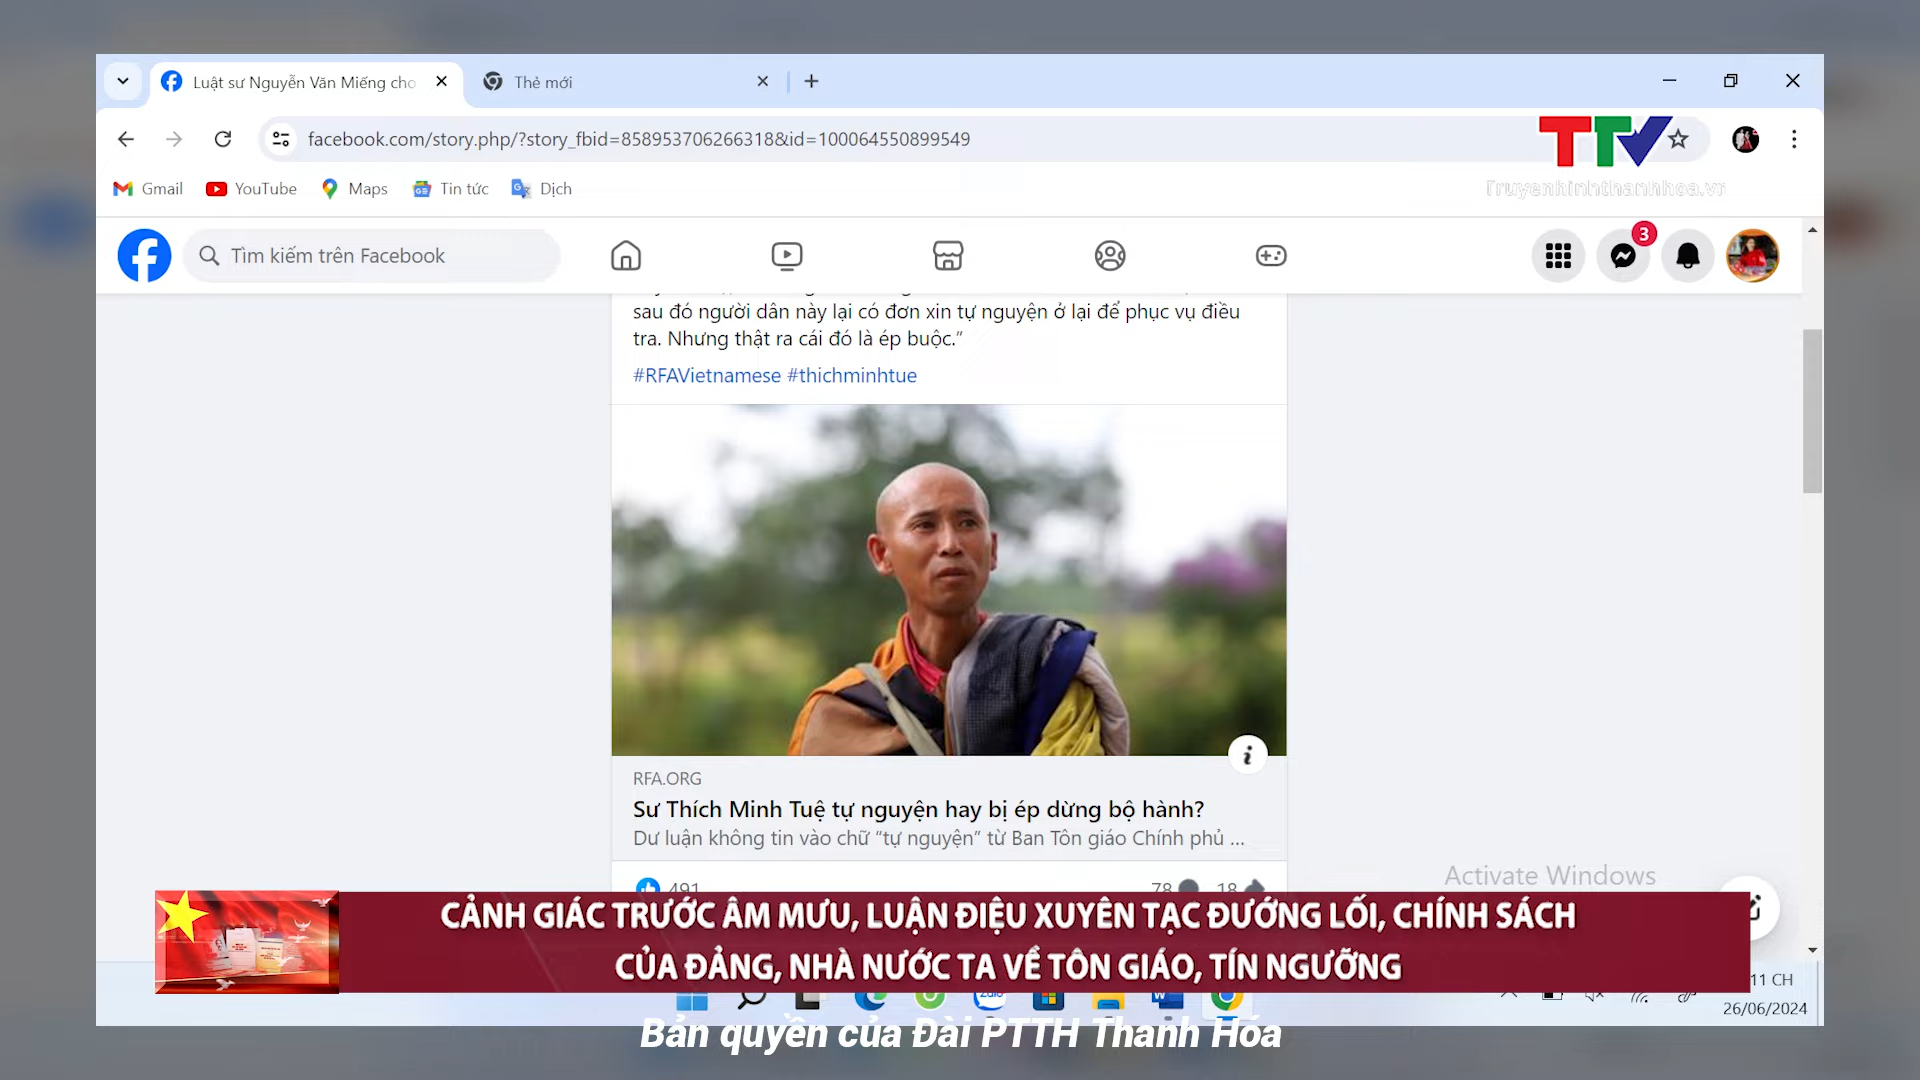 Luật sư Nguyễn Văn Miếng cho
Thẻ mới
facebook.com/story.php/?story_fbid=858953706266318&id=100064550899549
TTV
Truyenhinhthanhhoa.vn
Gmail
YouTube
Maps
Tin tức
Dịch
Tìm kiếm trên Facebook
3
sau đó người dân này lại có đơn xin tự nguyện ở lại để phục vụ điều
tra. Nhưng thật ra cái đó là ép buộc.”
#RFAVietnamese #thichminhtue
RFA.ORG
Sư Thích Minh Tuệ tự nguyện hay bị ép dừng bộ hành?
Dư luận không tin vào chữ “tự nguyện” từ Ban Tôn giáo Chính phủ ...
491
78
18
Activate Windows
CẢNH GIÁC TRƯỚC ÂM MƯU, LUẬN ĐIỆU XUYÊN TẠC ĐƯỚNG LỐI, CHÍNH SÁCH
CỦA ĐẢNG, NHÀ NƯỚC TA VỀ TÔN GIÁO, TÍN NGƯỠNG
11 CH
26/06/2024
Bản quyền của Đài PTTH Thanh Hóa